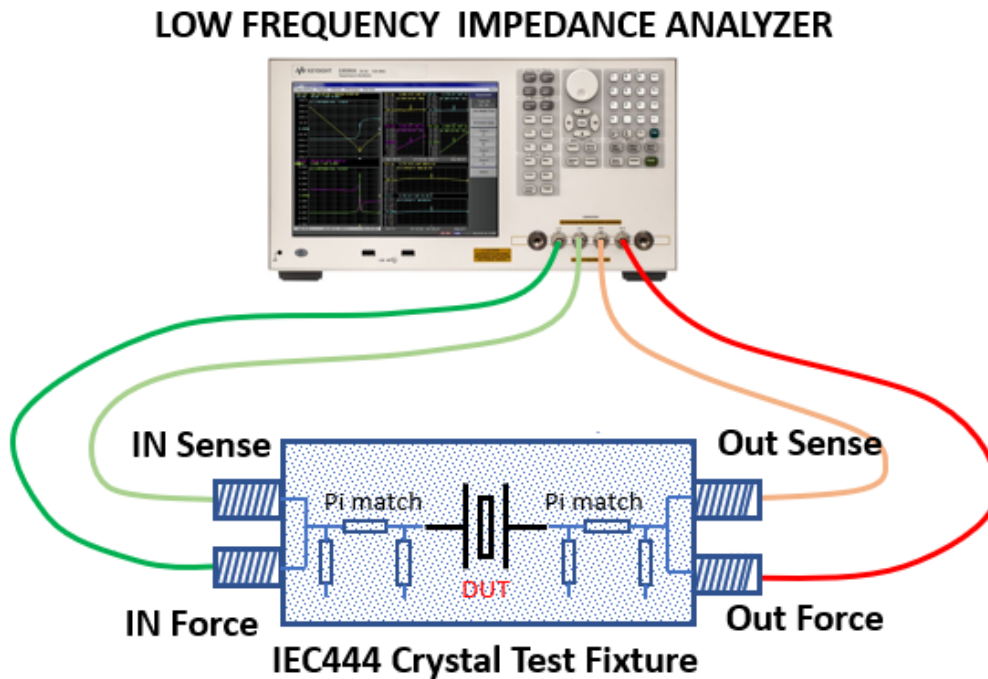 LOW FREQUENCY IMPEDANCE ANALYZER
KEYSIGHT
IN Sense
Out Sense
Pi match
Pi match
DUT
IN Force
Out Force
IEC444 Crystal Test Fixture